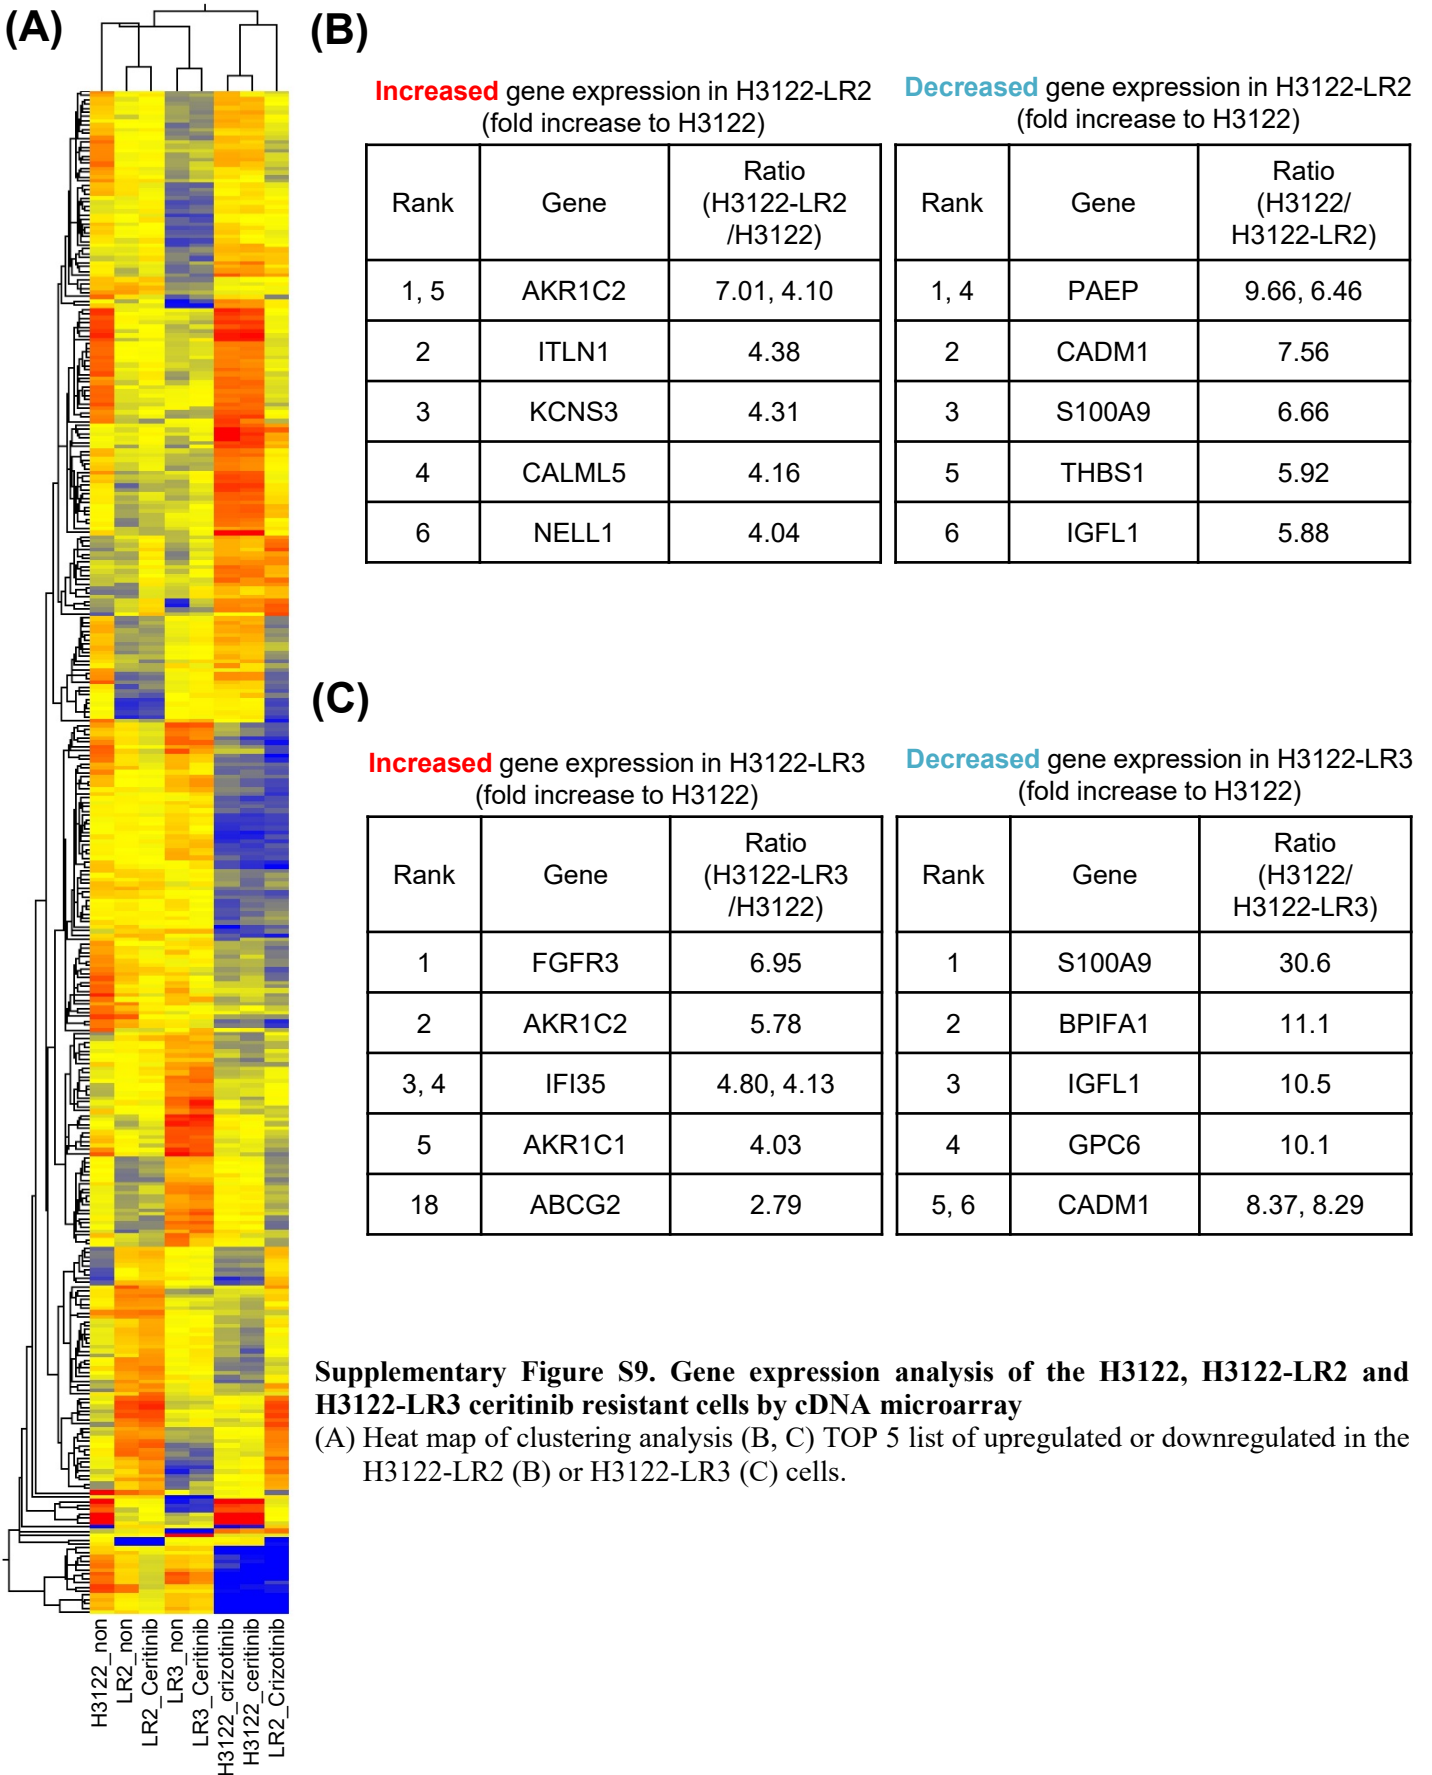 (A)
H3122_non
LR2_non
LR2_Ceritinib
LR3_non
LR3_Ceritinib
H3122_crizotinib
H3122_ceritinib
LR2_Crizotinib
(B)
Increased gene expression in H3122-LR2
(fold increase to H3122)
Rank Gene Ratio
(H3122-LR2
/H3122)
1, 5 AKR1C2 7.01, 4.10
2 ITLN1 4.38
3 KCNS3 4.31
4 CALML5 4.16
6 NELL1 4.04
Decreased gene expression in H3122-LR2
(fold increase to H3122)
Rank Gene Ratio
(H3122/
H3122-LR2)
1, 4 PAEP 9.66, 6.46
2 CADM1 7.56
3 S100A9 6.66
5 THBS1 5.92
6 IGFL1 5.88
(C)
Increased gene expression in H3122-LR3
(fold increase to H3122)
Rank Gene Ratio
(H3122-LR3
/H3122)
1 FGFR3 6.95
2 AKR1C2 5.78
3, 4 IFI35 4.80, 4.13
5 AKR1C1 4.03
18 ABCG2 2.79
Decreased gene expression in H3122-LR3
(fold increase to H3122)
Rank Gene Ratio
(H3122/
H3122-LR3)
1 S100A9 30.6
2 BPIFA1 11.1
3 IGFL1 10.5
4 GPC6 10.1
5, 6 CADM1 8.37, 8.29
Supplementary Figure S9. Gene expression analysis of the H3122, H3122-LR2 and
H3122-LR3 ceritinib resistant cells by cDNA microarray
(A) Heat map of clustering analysis (B, C) TOP 5 list of upregulated or downregulated in the
H3122-LR2 (B) or H3122-LR3 (C) cells.